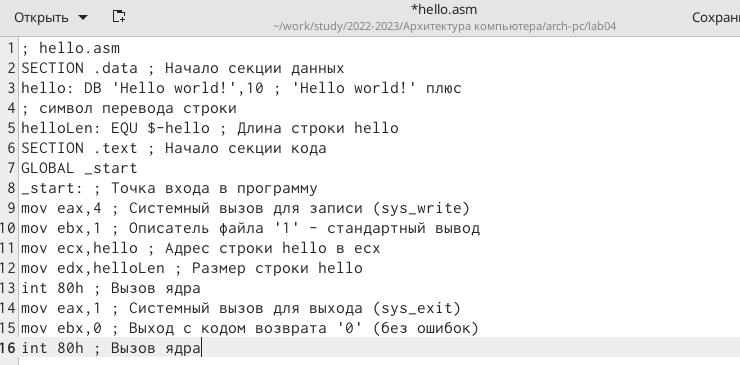 Открыть
*hello.asm
~/work/study/2022-2023/Архитектура компьютера/arch-pc/lab04
Сохран
1 ; hello.asm
2 SECTION .data ; Начало секции данных
3 hello: DB 'Hello world!',10 ; 'Hello world!' плюс
4 ; символ перевода строки
5 helloLen: EQU $-hello ; Длина строки hello
6 SECTION .text ; Начало секции кода
7 GLOBAL _start
8 _start: ; Точка входа в программу
9 mov eax,4 ; Системный вызов для записи (sys_write)
10 mov ebx,1 ; Описатель файла '1' - стандартный вывод
11 mov ecx,hello ; Адрес строки hello в ecx
12 mov edx,helloLen ; Размер строки hello
13 int 80h ; Вызов ядра
14 mov eax,1 ; Системный вызов для выхода (sys_exit)
15 mov ebx,0 ; Выход с кодом возврата '0' (без ошибок)
16 int 80h ; Вызов ядра